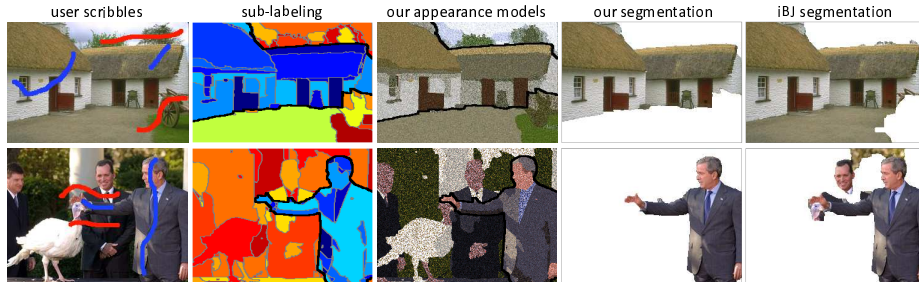 user scribbles sub-labeling our appearance models our segmentation iBJ segmentation